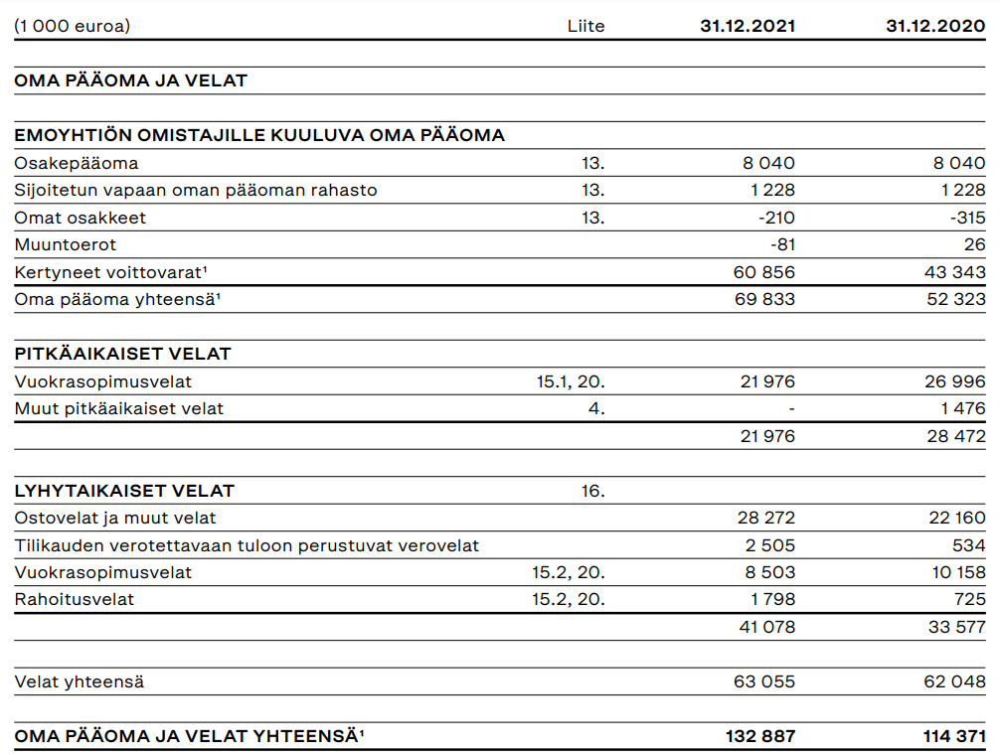 (1 000 euroa) Liite 31.12.2021 31.12.2020
OMA PÄÄOMA JA VELAT
EMOYHTIÖN OMISTAJILLE KUULUVA OMA PÄÄOMA
Osakepääoma 13. 8 040 8 040
Sijoitetun vapaan oman pääoman rahasto 13. 1 228 1 228
Omat osakkeet 13. -210 -315
Muuntoerot -81 26
Kertyneet voittovarat¹ 60 856 43 343
Oma pääoma yhteensä¹ 69 833 52 323
PITKÄAIKAISET VELAT
Vuokrasopimusvelat 15.1, 20. 21 976 26 996
Muut pitkäaikaiset velat 4. - 1 476
21 976 28 472
LYHYTAIKAISET VELAT 16.
Ostovelat ja muut velat 28 272 22 160
Tilikauden verotettavaan tuloon perustuvat verovelat 2 505 534
Vuokrasopimusvelat 15.2, 20. 8 503 10 158
Rahoitusvelat 15.2, 20. 1 798 725
41 078 33 577
Velat yhteensä 63 055 62 048
OMA PÄÄOMA JA VELAT YHTEENSÄ¹ 132 887 114 371